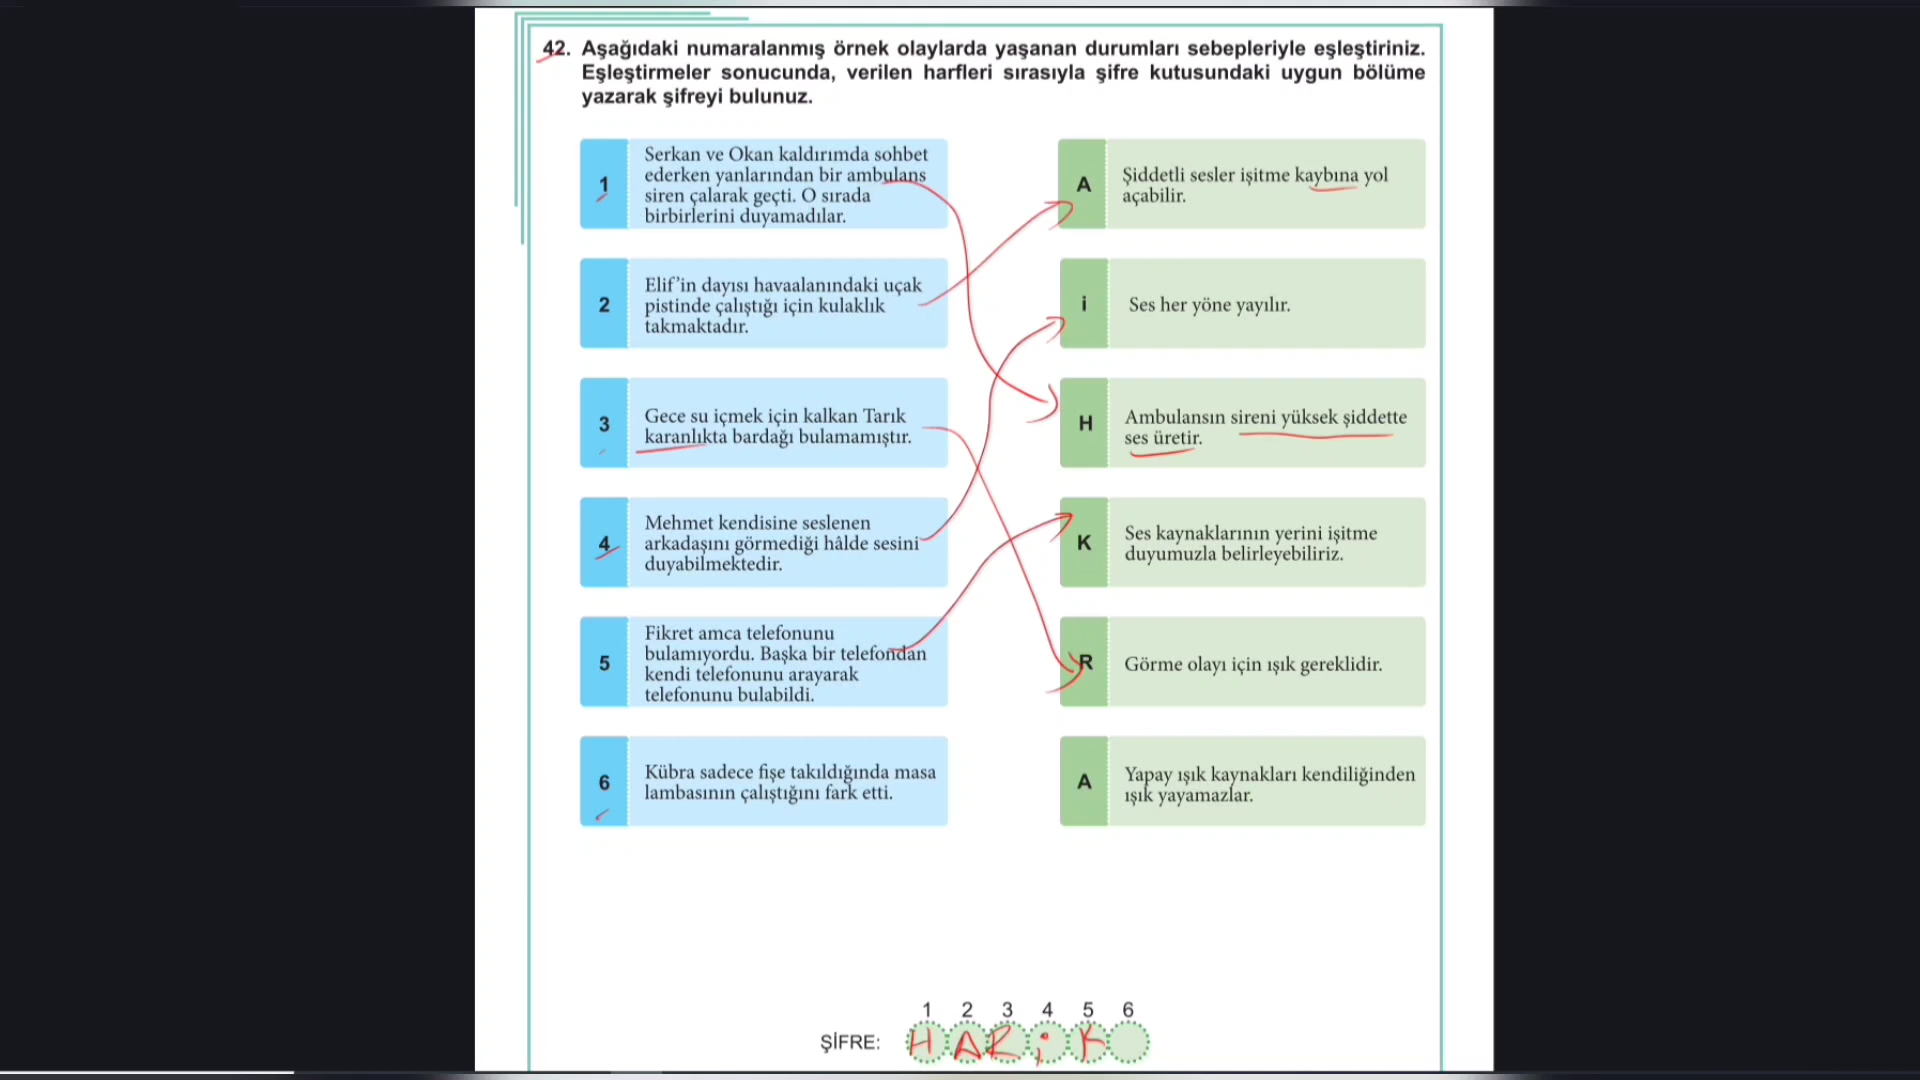 42. Aşağıdaki numaralanmış örnek olaylarda yaşanan durumları sebepleriyle eşleştiriniz.
Eşleştirmeler sonucunda, verilen harfleri sırasıyla şifre kutusundaki uygun bölüme
yazarak şifreyi bulunuz.
1
Serkan ve Okan kaldırımda sohbet
ederken yanlarından bir ambulans
siren çalarak geçti. O sırada
birbirlerini duyamadılar.
A
Şiddetli sesler işitme kaybına yol
açabilir.
2
Elif’in dayısı havaalanındaki uçak
pistinde çalıştığı için kulaklık
takmaktadır.
i
Ses her yöne yayılır.
3
Gece su içmek için kalkan Tarık
karanlıkta bardağı bulamamıştır.
H
Ambulansın sireni yüksek şiddette
ses üretir.
4
Mehmet kendisine seslenen
arkadaşını görmediği hâlde sesini
duyabilmektedir.
K
Ses kaynaklarının yerini işitme
duyumuzla belirleyebiliriz.
5
Fikret amca telefonunu
bulamıyordu. Başka bir telefondan
kendi telefonunu arayarak
telefonunu bulabildi.
R
Görme olayı için ışık gereklidir.
6
Kübra sadece fişe takıldığında masa
lambasının çalıştığını fark etti.
A
Yapay ışık kaynakları kendiliğinden
ışık yayamazlar.
1 2 3 4 5 6
ŞİFRE: H A R i K